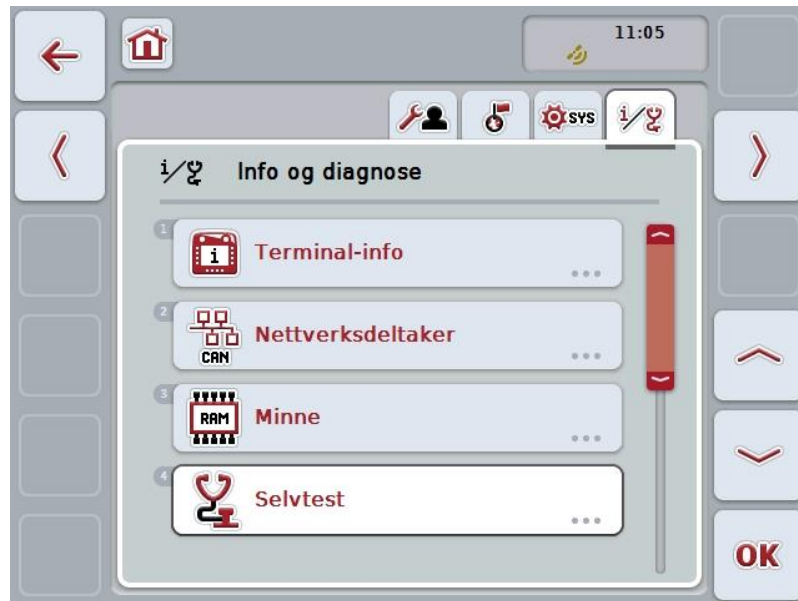 11:05
SYS
i
i
Info og diagnose
1
i
Terminal-info
2
CAN
Nettverksdeltaker
3
RAM
Minne
4
Selvtest
OK